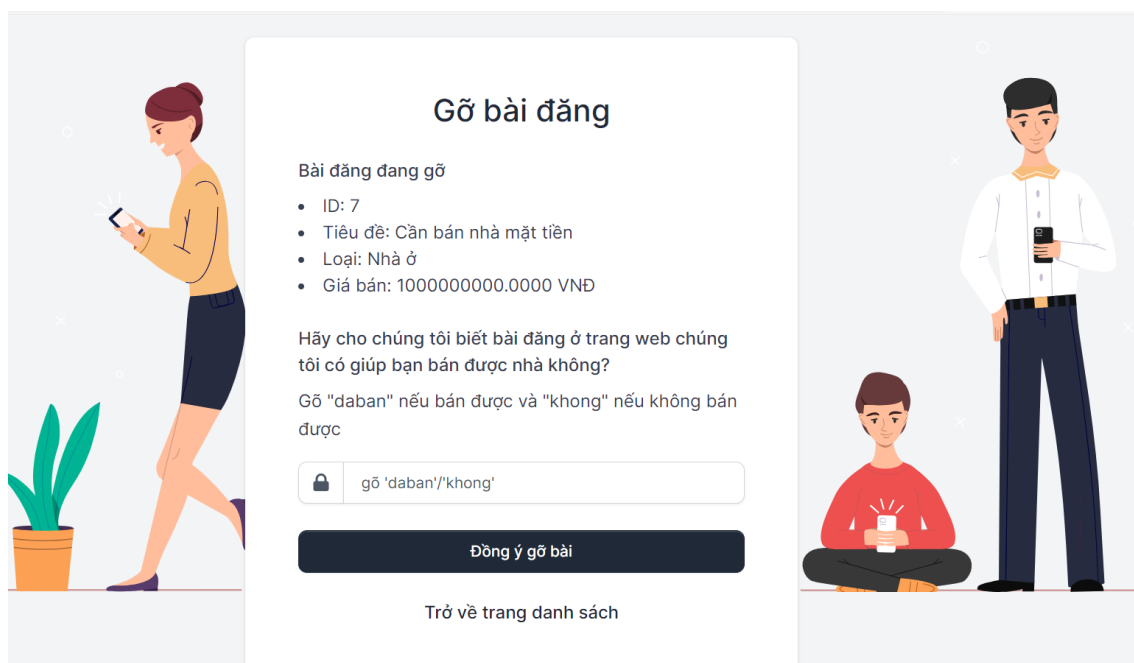 Gỡ bài đăng
Bài đăng đang gỡ
ID: 7
Tiêu đề: Cần bán nhà mặt tiền
Loại: Nhà ở
Giá bán: 1000000000.0000 VNĐ
Hãy cho chúng tôi biết bài đăng ở trang web chúng
tôi có giúp bạn bán được nhà không?
Gõ "daban" nếu bán được và "khong" nếu không bán
được
gõ 'daban'/'khong'
Đồng ý gỡ bài
Trở về trang danh sách